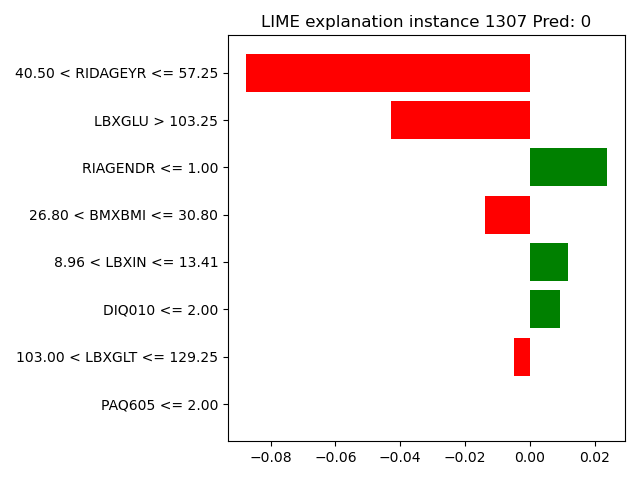 LIME explanation instance 1307 Pred: 0
40.50 < RIDAGEYR <= 57.25
LBXGLU > 103.25
RIAGENDR <= 1.00
26.80 < BMXBMI <= 30.80
8.96 < LBXIN <= 13.41
DIQ010 <= 2.00
103.00 < LBXGLT <= 129.25
PAQ605 <= 2.00
−0.08 −0.06 −0.04 −0.02 0.00 0.02